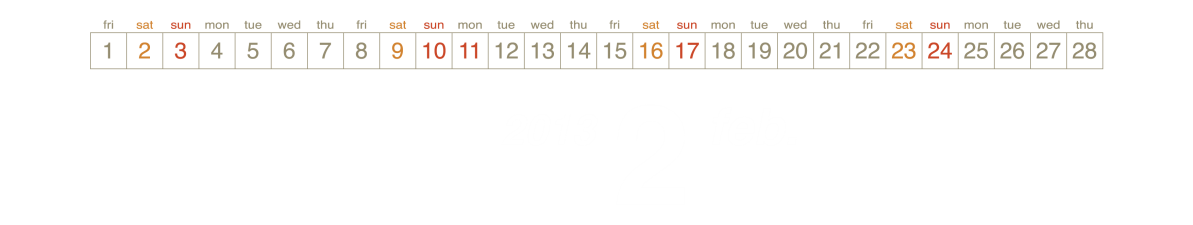 fri sat sun mon tue wed thu fri sat sun mon tue wed thu fri sat sun mon tue wed thu fri sat sun mon tue wed thu
1 2 3 4 5 6 7 8 9 10 11 12 13 14 15 16 17 18 19 20 21 22 23 24 25 26 27 28